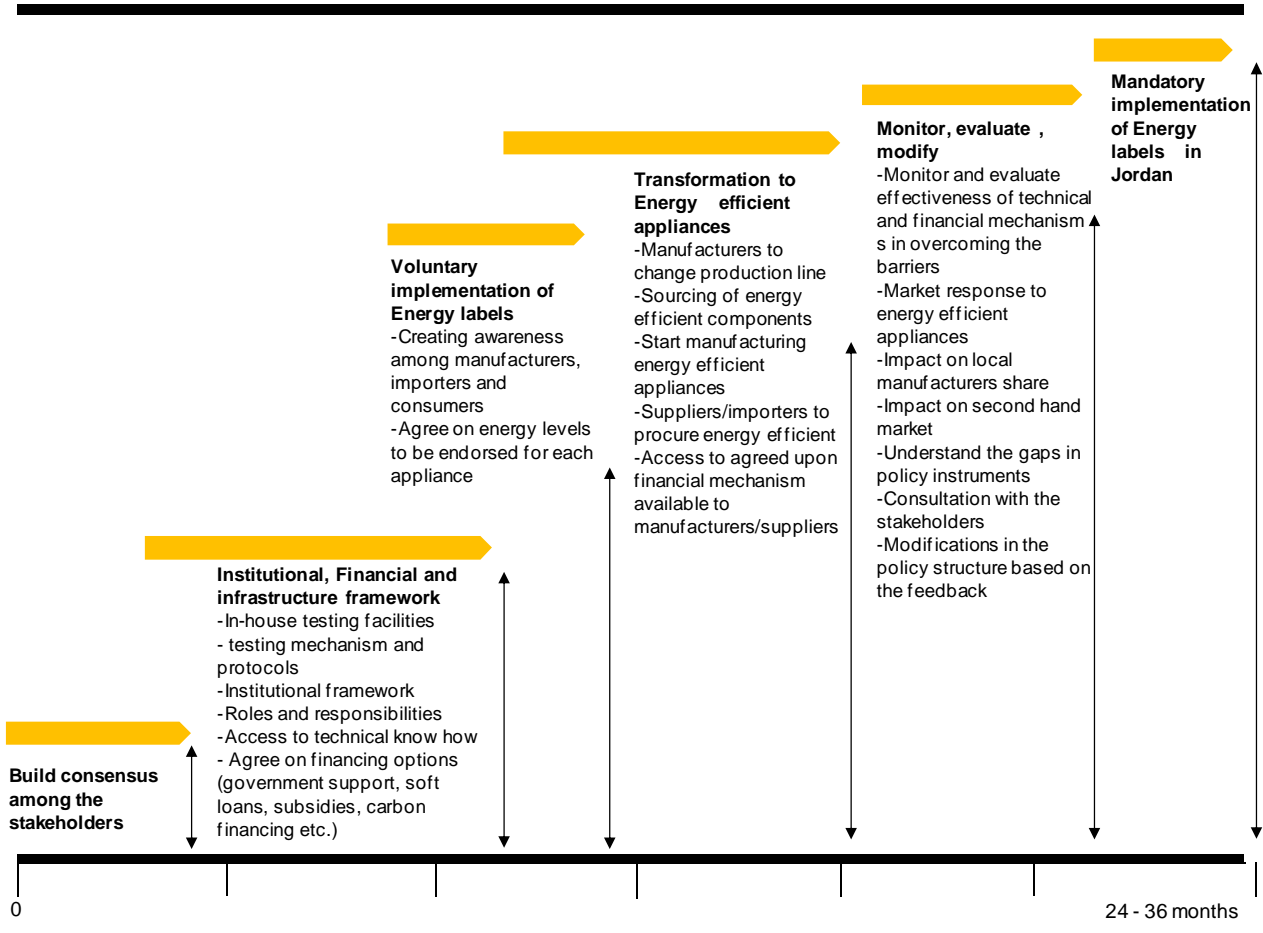 Mandatory
implementation
of Energy
labels in
Jordan
Monitor, evaluate , 
modify
-Monitor and evaluate
effectiveness of technical
and financial mechanism
s in overcoming the
barriers
-Market response to
energy efficient
appliances
-Impact on local
manufacturers share
-Impact on second hand
market
-Understand the gaps in
policy instruments
-Consultation with the
stakeholders
-Modifications in the
policy structure based on
the feedback
Transformation to
Energy efficient
appliances
-Manufacturers to
change production line
-Sourcing of energy
efficient components
-Start manufacturing
energy efficient
appliances
-Suppliers/importers to
procure energy efficient
-Access to agreed upon
financial mechanism
available to
manufacturers/suppliers
Voluntary
implementation of
Energy labels
-Creating awareness
among manufacturers,
importers and
consumers
-Agree on energy levels
to be endorsed for each
appliance
Institutional, Financial and
infrastructure framework
-In-house testing facilities
- testing mechanism and
protocols
-Institutional framework
-Roles and responsibilities
-Access to technical know how
- Agree on financing options
(government support, soft
loans, subsidies, carbon
financing etc.)
Build consensus
among the
stakeholders
0
24 - 36 months